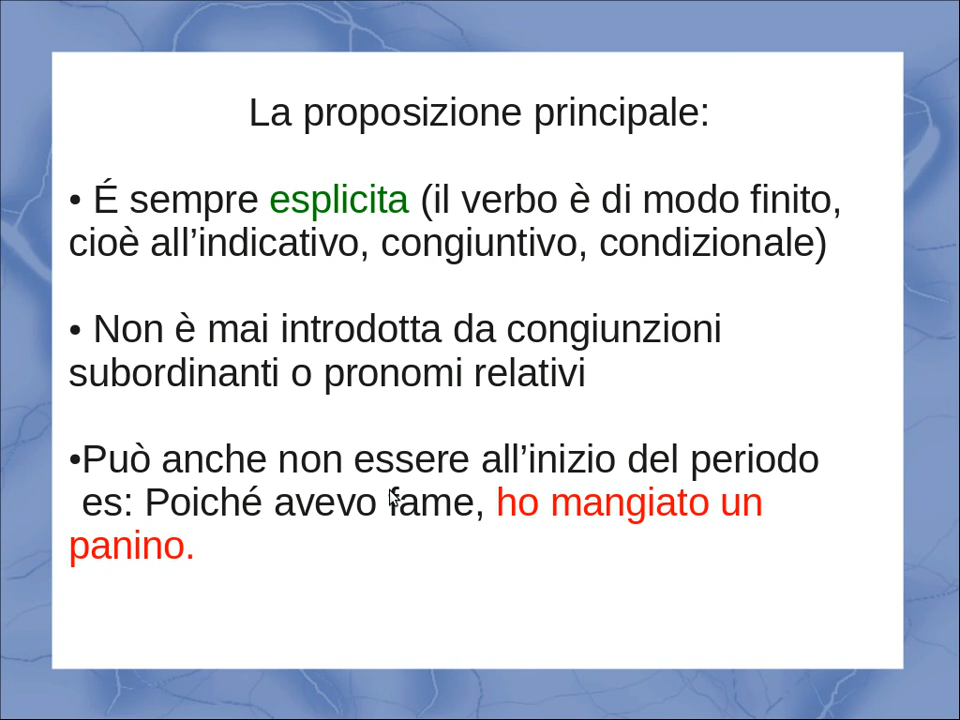 La proposizione principale:
• É sempre esplicita (il verbo è di modo finito,
cioè all’indicativo, congiuntivo, condizionale)
• Non è mai introdotta da congiunzioni
subordinanti o pronomi relativi
•Può anche non essere all’inizio del periodo
es: Poiché avevo fame, ho mangiato un
panino.